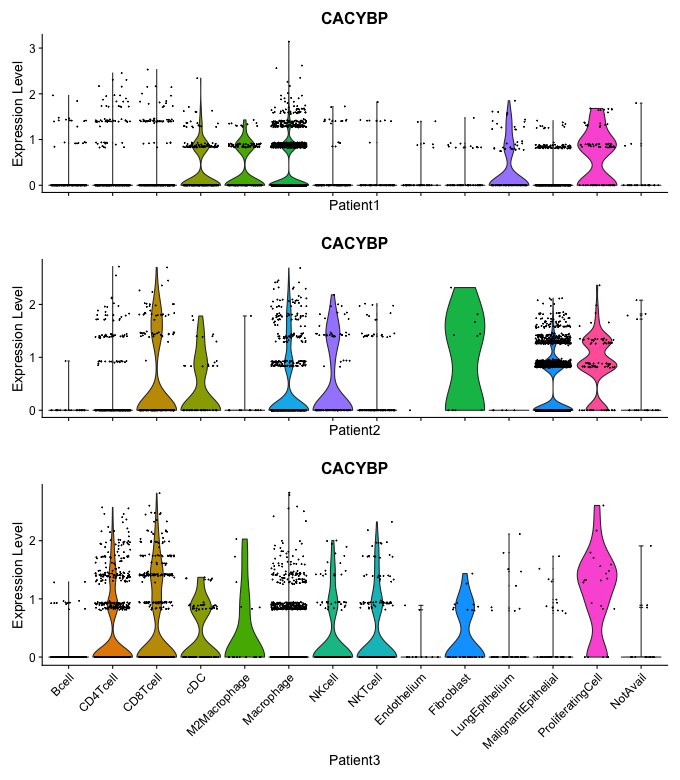 CACYBP
Expression Level
3
2
1
0
Patient1
CACYBP
Expression Level
2
1
0
Patient2
CACYBP
Expression Level
2
1
0
Bcell
CD4Tcell
CD8Tcell
cDC
M2Macrophage
Macrophage
NKcell
NKTcell
Endothelium
Fibroblast
LungEpithelium
MalignantEpithelial
ProliferatingCell
NotAvail
Patient3